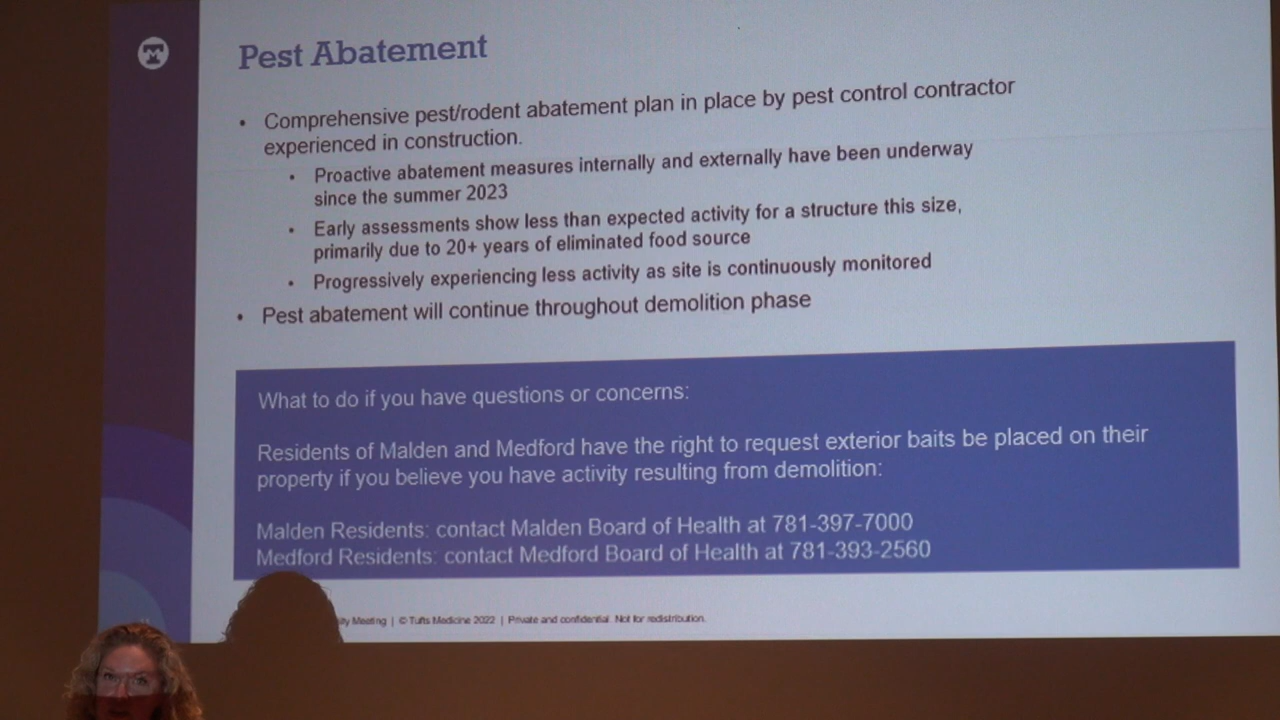 Pest Abatement
• Comprehensive pest/rodent abatement plan in place by pest control contractor
experienced in construction.
• Proactive abatement measures internally and externally have been underway
since the summer 2023
• Early assessments show less than expected activity for a structure this size,
primarily due to 20+ years of eliminated food source
• Progressively experiencing less activity as site is continuously monitored
• Pest abatement will continue throughout demolition phase
What to do if you have questions or concerns:
Residents of Malden and Medford have the right to request exterior baits be placed on their
property if you believe you have activity resulting from demolition:
Malden Residents: contact Malden Board of Health at 781-397-7000
Medford Residents: contact Medford Board of Health at 781-393-2560
Meeting | © Tufts Medicine 2022 | Private and confidential. Not for redistribution.